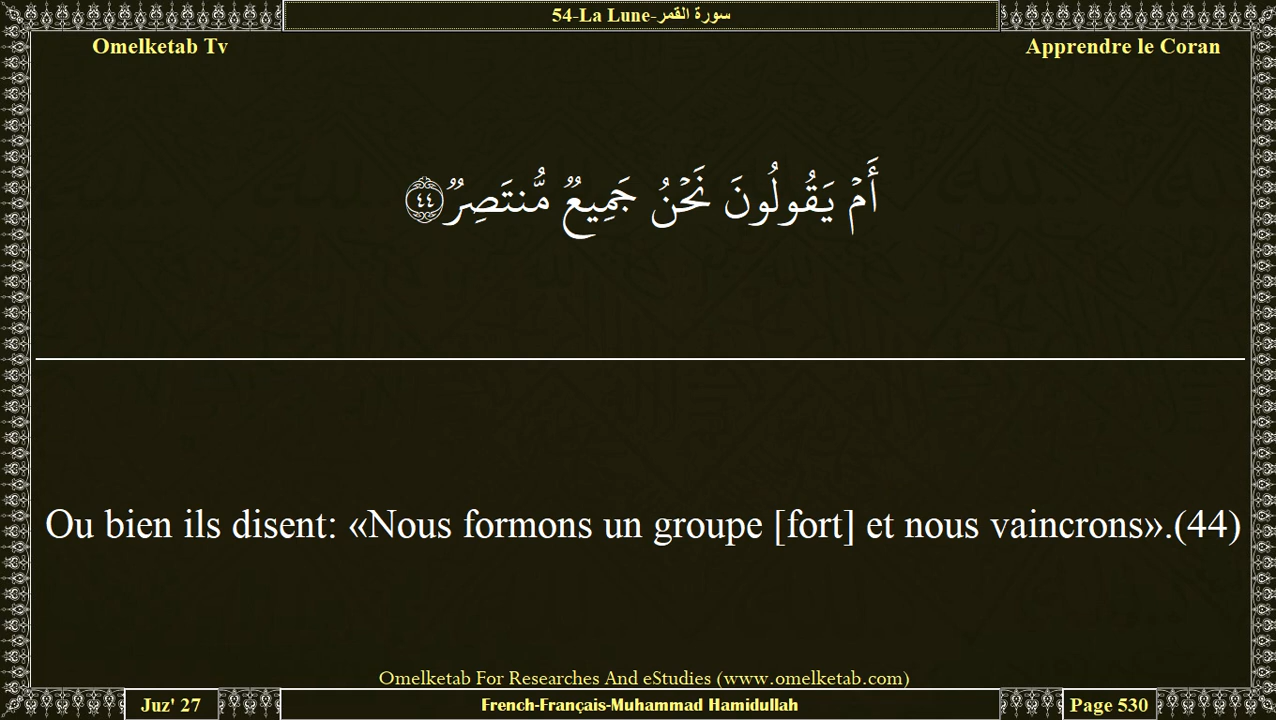 54-La Lune-سورة القمر
Omelketab Tv
Apprendre le Coran
أَمۡ يَقُولُونَ نَحۡنُ جَمِيعٞ مُّنتَصِرٞ ٤٤
Ou bien ils disent: «Nous formons un groupe [fort] et nous vaincrons».(44)
Omelketab For Researches And eStudies (www.omelketab.com)
Juz' 27
French-Français-Muhammad Hamidullah
Page 530